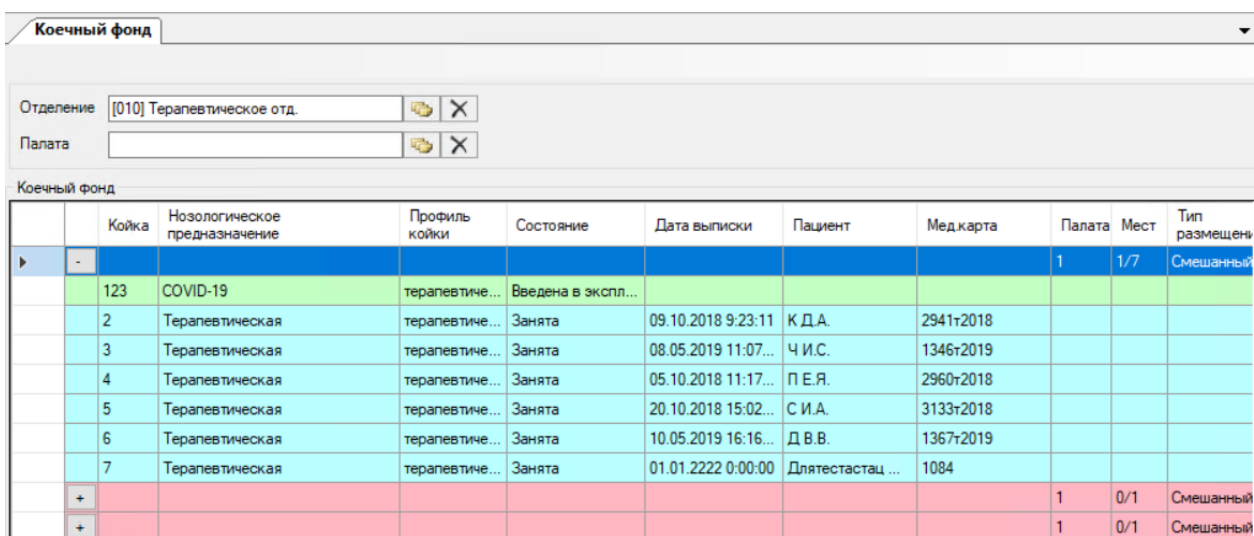 Коечный фонд
Отделение [010] Терапевтическое отд.
Палата
Коечный фонд
Койка Нозологическое предназначение Профиль койки Состояние Дата выписки Пациент Мед.карта Палата Мест Тип размещени
- 1 1/7 Смешанный
123 COVID-19 терапевтиче... Введена в экспл...
2 Терапевтическая терапевтиче... Занята 09.10.2018 9:23:11 К Д.А. 2941т2018
3 Терапевтическая терапевтиче... Занята 08.05.2019 11:07... Ч И.С. 1346т2019
4 Терапевтическая терапевтиче... Занята 05.10.2018 11:17... П Е.Я. 2960т2018
5 Терапевтическая терапевтиче... Занята 20.10.2018 15:02... С И.А. 3133т2018
6 Терапевтическая терапевтиче... Занята 10.05.2019 16:16... Д В.В. 1367т2019
7 Терапевтическая терапевтиче... Занята 01.01.2222 0:00:00 Длятестастац ... 1084
+ 1 0/1 Смешанный
+ 1 0/1 Смешанный